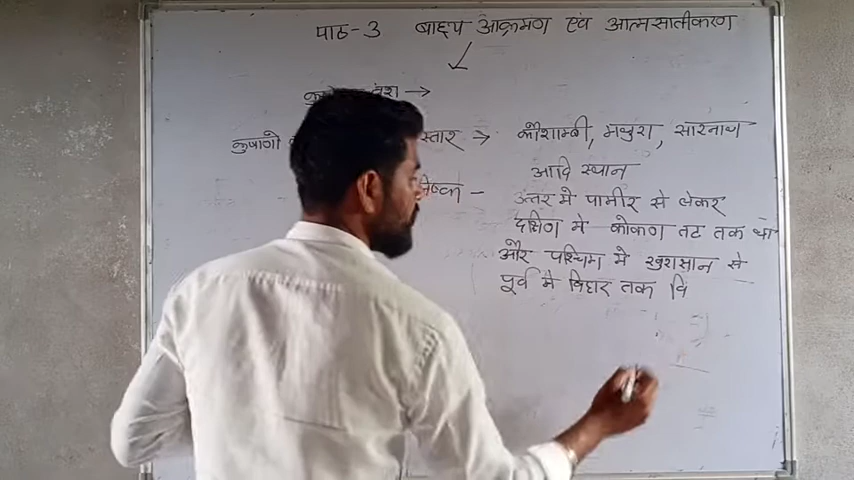 पाठ-3 बाह्य आक्रमण एवं आत्मसातीकरण
वंश →
कुषाणो स्तार → कौशाम्बी, मथुरा, सारनाथ
आदि स्थान
निष्क - उत्तर मे पामीर से लेकर
दक्षिण मे कोंकण तट तक था
और पश्चिम मे खुरासान से
पूर्व मे बिहार तक वि